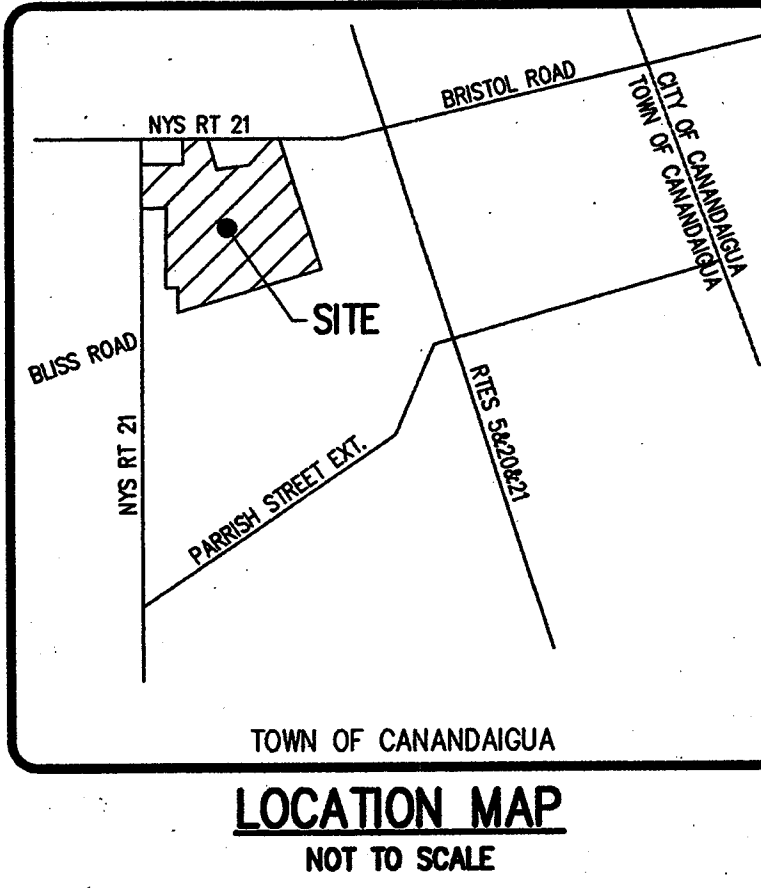 BRISTOL ROAD
CITY OF CANANDAIGUA
TOWN OF CANANDAIGUA
NYS RT 21
SITE
BLISS ROAD
NYS RT 21
RTES 5&20&21
PARRISH STREET EXT.
TOWN OF CANANDAIGUA
LOCATION MAP
NOT TO SCALE